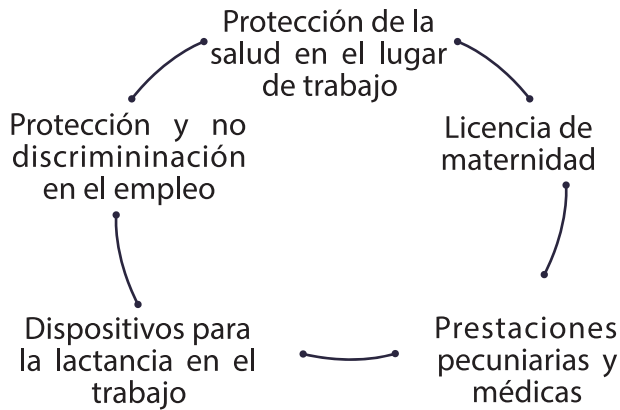 Protección de la
salud en el lugar
de trabajo
Licencia de
maternidad
Prestaciones
pecuniarias y
médicas
Dispositivos para
la lactancia en el
trabajo
Protección y no
discrimininación
en el empleo